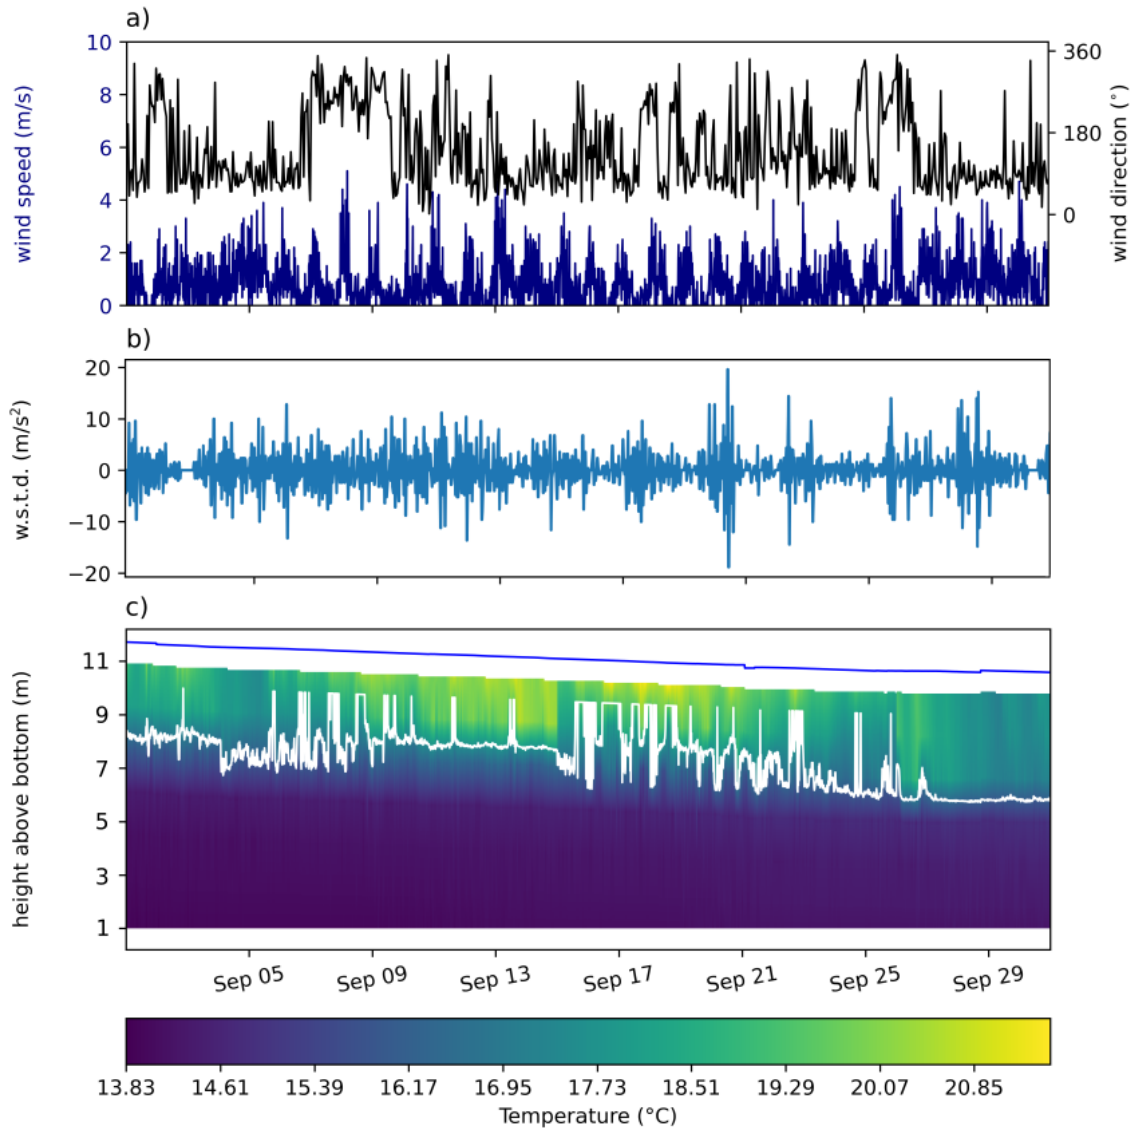 a)
10
8
6
4
2
0
wind speed (m/s)
360
180
0
wind direction (°)
b)
20
10
0
−10
−20
w.s.t.d. (m/s²)
c)
11
9
7
5
3
1
height above bottom (m)
Sep 05 Sep 09 Sep 13 Sep 17 Sep 21 Sep 25 Sep 29
13.83 14.61 15.39 16.17 16.95 17.73 18.51 19.29 20.07 20.85
Temperature (°C)